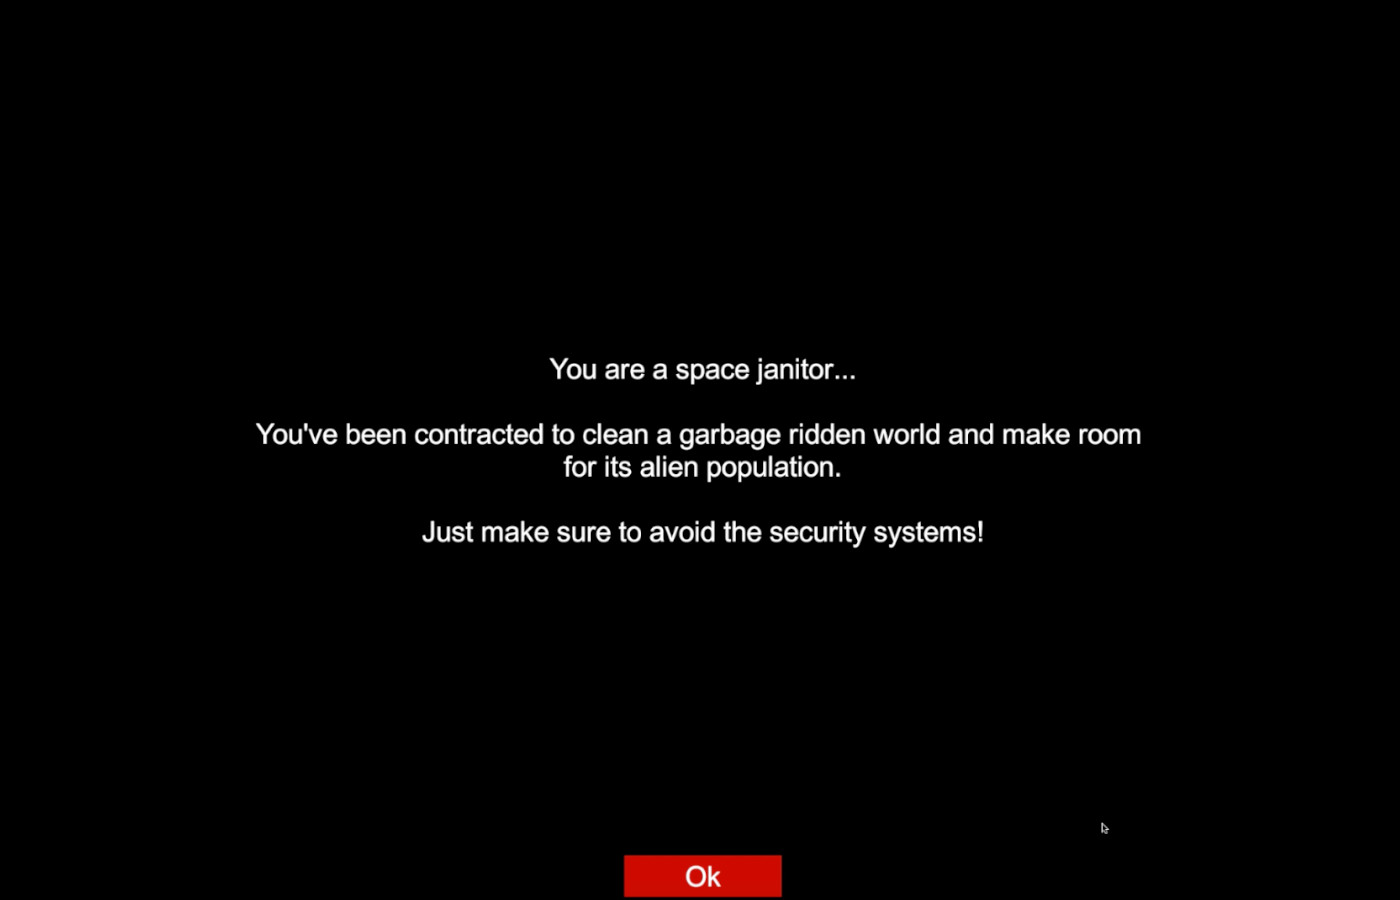 You are a space janitor...
You've been contracted to clean a garbage ridden world and make room
for its alien population.
Just make sure to avoid the security systems!
Ok